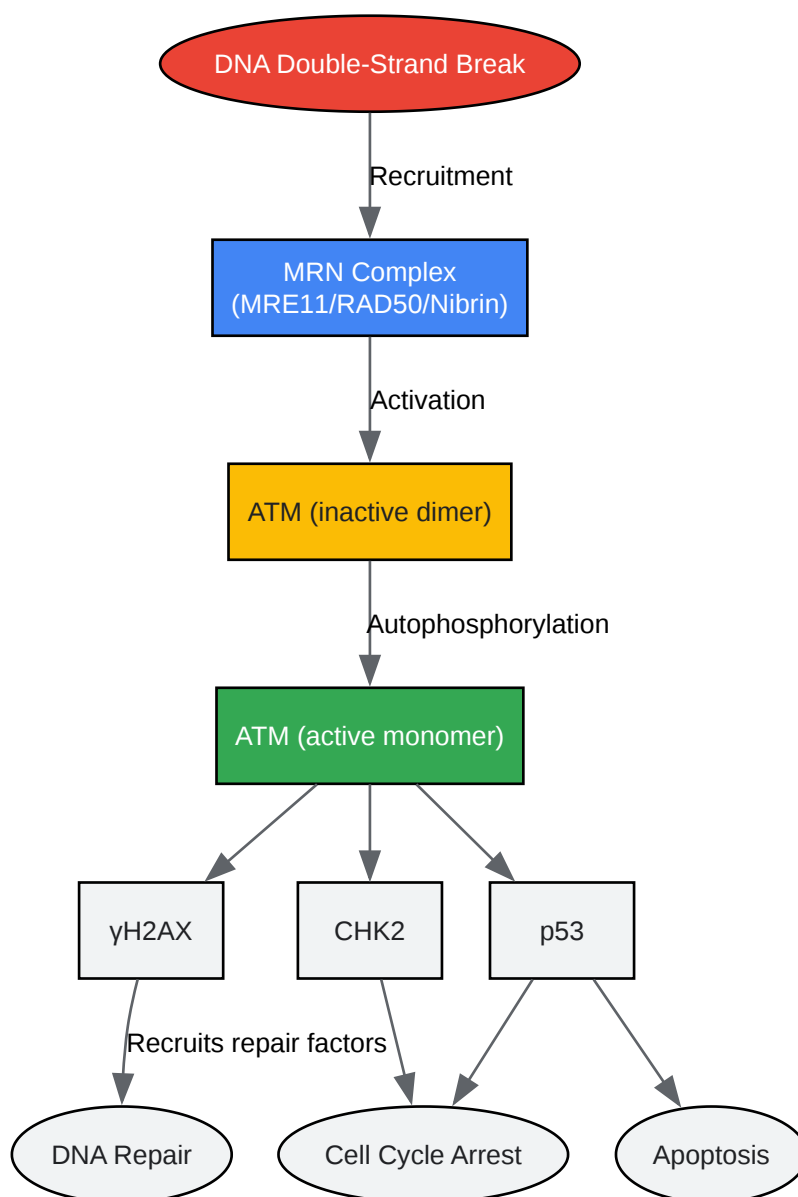 DNA Double-Strand Break
Recruitment
MRN Complex
(MRE11/RAD50/Nibrin)
Activation
ATM (inactive dimer)
Autophosphorylation
ATM (active monomer)
γH2AX
CHK2
p53
Recruits repair factors
DNA Repair
Cell Cycle Arrest
Apoptosis